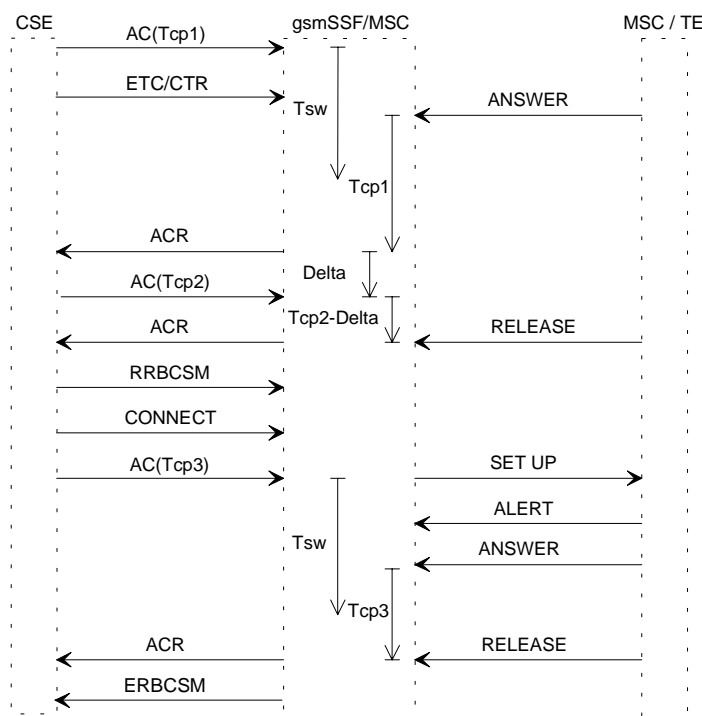 CSE gsmSSF/MSC MSC / TE
AC(Tcp1)
ETC/CTR
Tsw
ANSWER
Tcp1
ACR
Delta
AC(Tcp2)
Tcp2-Delta
ACR
RELEASE
RRBCSM
CONNECT
AC(Tcp3)
SET UP
ALERT
Tsw
ANSWER
Tcp3
ACR
RELEASE
ERBCSM